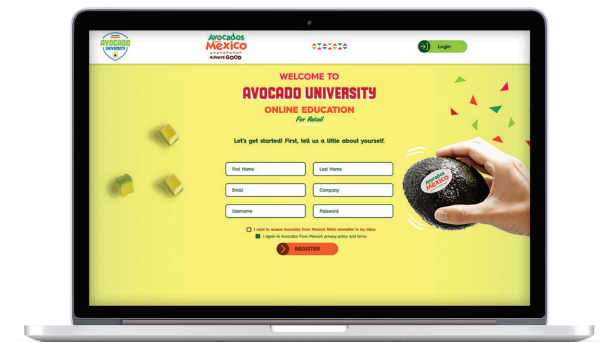 AVOCADO
UNIVERSITY
Avocados
México
ALWAYS GOOD
Login
WELCOME TO
AVOCADO UNIVERSITY
ONLINE EDUCATION
For Retail
Let's get started! First, tell us a little about yourself.
First Name
Last Name
Email
Company
Username
Password
I want to receive Avocados From Mexico's Retail newsletter in my inbox.
I agree to Avocados From Mexico's privacy policy and terms.
REGISTER
Avocados
México